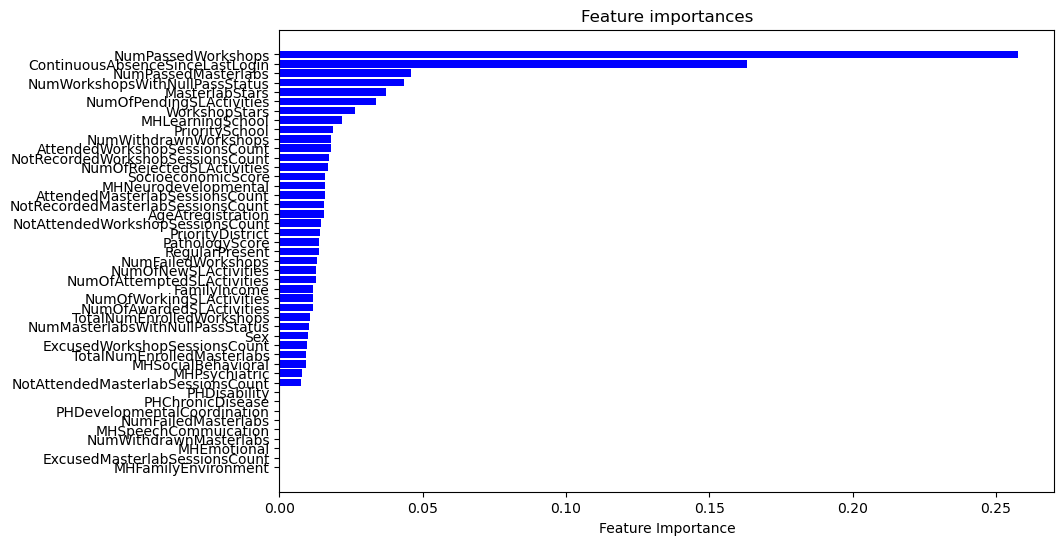 Feature importances
NumPassedWorkshops
ContinuousAbsenceSinceLastLogin
NumPassedMasterlabs
NumWorkshopsWithNullPassStatus
MasterlabStars
NumOfPendingSLActivities
WorkshopStars
MHLearningSchool
PrioritySchool
NumWithdrawnWorkshops
AttendedWorkshopSessionsCount
NotRecordedWorkshopSessionsCount
NumOfRejectedSLActivities
SocioeconomicScore
MHNeurodevelopmental
AttendedMasterlabSessionsCount
NotRecordedMasterlabSessionsCount
AgeAtregistration
NotAttendedWorkshopSessionsCount
PriorityDistrict
PathologyScore
RegularPresent
NumFailedWorkshops
NumOfNewSLActivities
NumOfAttemptedSLActivities
FamilyIncome
NumOfWorkingSLActivities
NumOfAwardedSLActivities
TotalNumEnrolledWorkshops
NumMasterlabsWithNullPassStatus
Sex
ExcusedWorkshopSessionsCount
TotalNumEnrolledMasterlabs
MHSocialBehavioral
MHPsychiatric
NotAttendedMasterlabSessionsCount
PHDisability
PHChronicDisease
PHDevelopmentalCoordination
NumFailedMasterlabs
MHSpeechCommuication
NumWithdrawnMasterlabs
MHEmotional
ExcusedMasterlabSessionsCount
MHFamilyEnvironment
0.00 0.05 0.10 0.15 0.20 0.25
Feature Importance